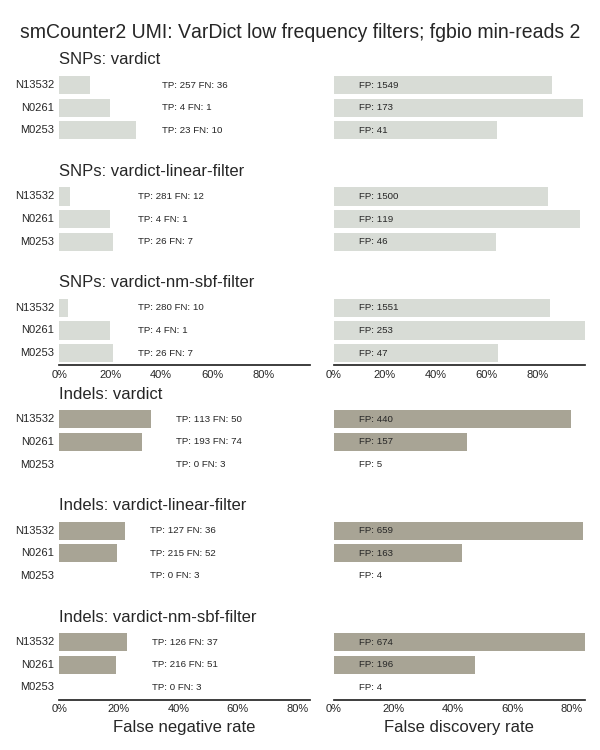 smCounter2 UMI: VarDict low frequency filters; fgbio min-reads 2
SNPs: vardict
N13532 TP: 257 FN: 36 FP: 1549
N0261 TP: 4 FN: 1 FP: 173
M0253 TP: 23 FN: 10 FP: 41
SNPs: vardict-linear-filter
N13532 TP: 281 FN: 12 FP: 1500
N0261 TP: 4 FN: 1 FP: 119
M0253 TP: 26 FN: 7 FP: 46
SNPs: vardict-nm-sbf-filter
N13532 TP: 280 FN: 10 FP: 1551
N0261 TP: 4 FN: 1 FP: 253
M0253 TP: 26 FN: 7 FP: 47
0% 20% 40% 60% 80% 0% 20% 40% 60% 80%
Indels: vardict
N13532 TP: 113 FN: 50 FP: 440
N0261 TP: 193 FN: 74 FP: 157
M0253 TP: 0 FN: 3 FP: 5
Indels: vardict-linear-filter
N13532 TP: 127 FN: 36 FP: 659
N0261 TP: 215 FN: 52 FP: 163
M0253 TP: 0 FN: 3 FP: 4
Indels: vardict-nm-sbf-filter
N13532 TP: 126 FN: 37 FP: 674
N0261 TP: 216 FN: 51 FP: 196
M0253 TP: 0 FN: 3 FP: 4
0% 20% 40% 60% 80% 0% 20% 40% 60% 80%
False negative rate False discovery rate